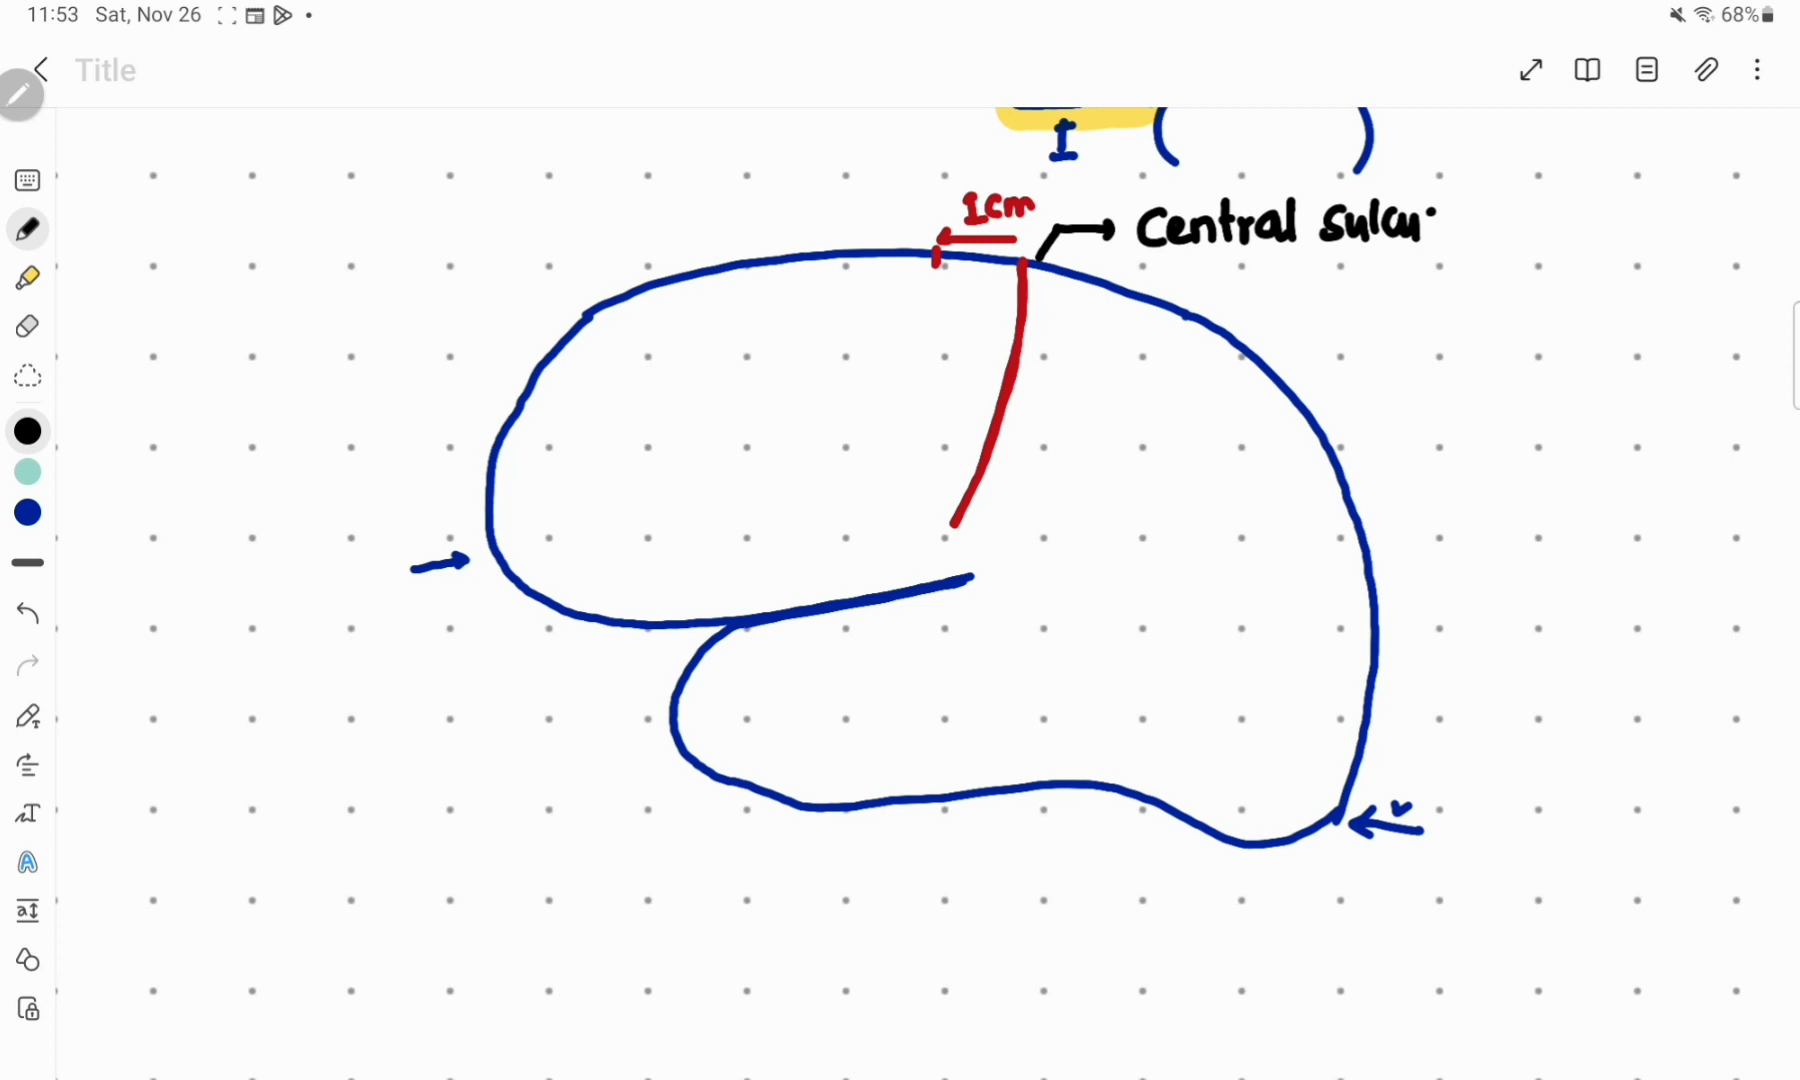 11:53 Sat, Nov 26
68%
Title
I
1cm
Central sulcu